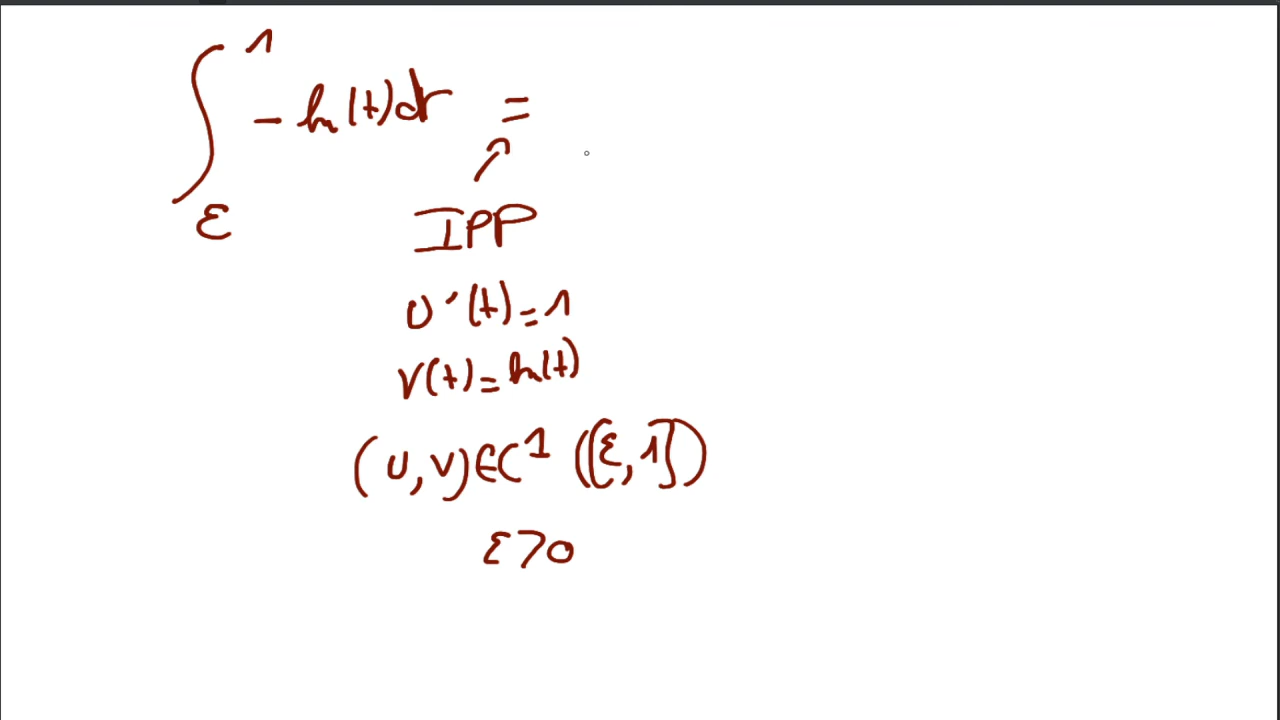 ∫_ε^1 - ln(t)dt =
IPP
u'(t)=1
v(t)=ln(t)
(u,v)∈C^1([ε,1])
ε>0